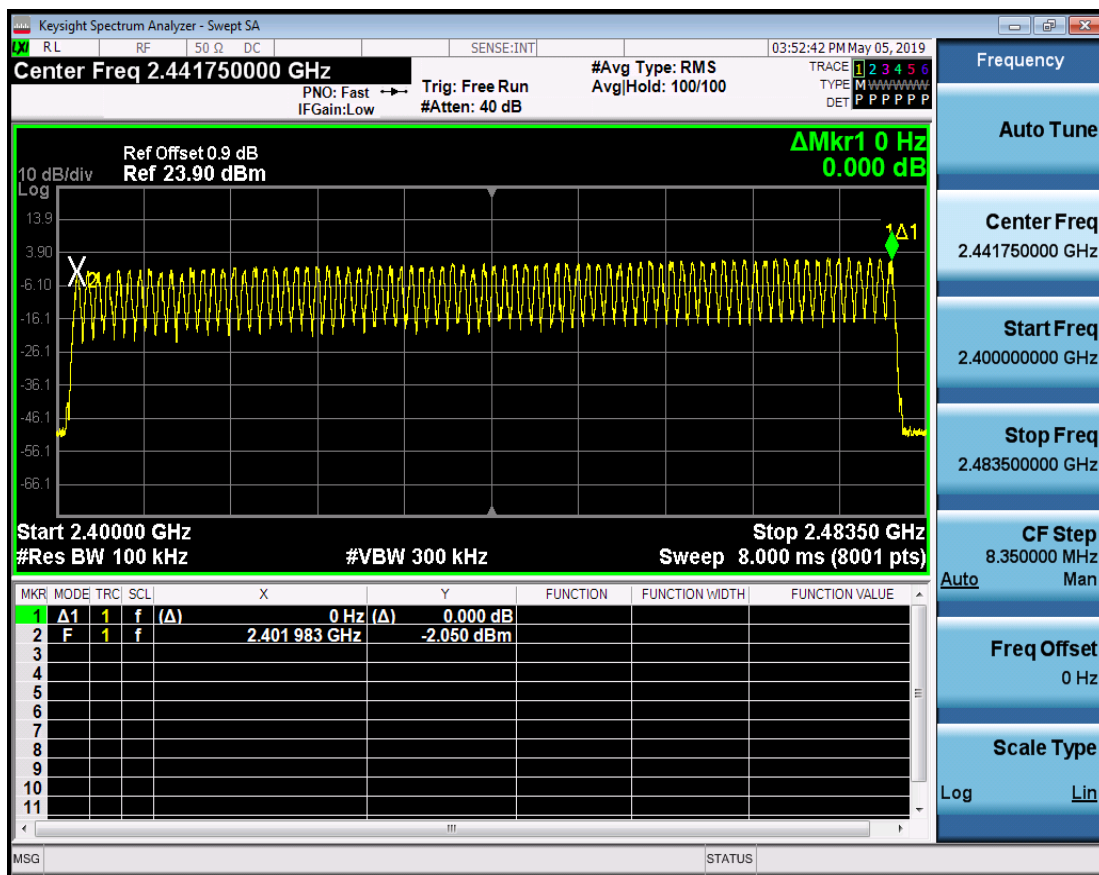 Keysight Spectrum Analyzer - Swept SA
LXI RL RF 50 Ω DC SENSE:INT 03:52:42 PM May 05, 2019
Center Freq 2.441750000 GHz
PNO: Fast
IFGain:Low
Trig: Free Run
#Atten: 40 dB
#Avg Type: RMS
Avg|Hold: 100/100
TRACE 1 2 3 4 5 6
TYPE M WWWWW
DET P P P P P P
ΔMkr1 0 Hz
0.000 dB
Ref Offset 0.9 dB
10 dB/div Ref 23.90 dBm
Log
13.9
3.90
-6.10
-16.1
-26.1
-36.1
-46.1
-56.1
-66.1
X2
1Δ1
Start 2.40000 GHz Stop 2.48350 GHz
#Res BW 100 kHz #VBW 300 kHz Sweep 8.000 ms (8001 pts)
MKR MODE TRC SCL X Y FUNCTION FUNCTION WIDTH FUNCTION VALUE
1 Δ1 1 f (Δ) 0 Hz (Δ) 0.000 dB
2 F 1 f 2.401 983 GHz -2.050 dBm
3
4
5
6
7
8
9
10
11
MSG STATUS
Frequency
Auto Tune
Center Freq
2.441750000 GHz
Start Freq
2.400000000 GHz
Stop Freq
2.483500000 GHz
CF Step
8.350000 MHz
Auto Man
Freq Offset
0 Hz
Scale Type
Log Lin